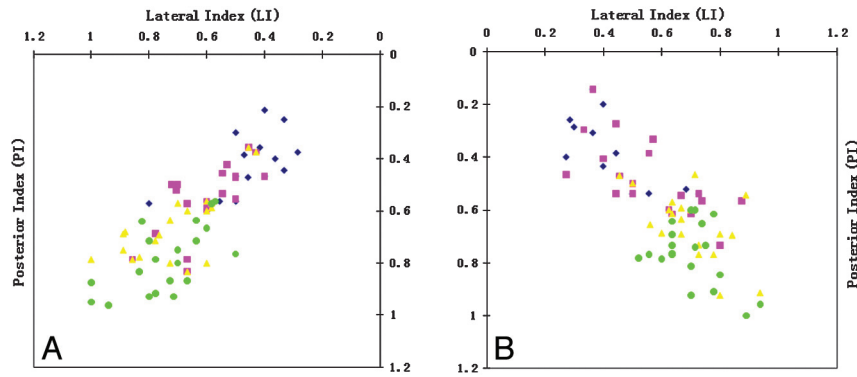 Lateral Index (LI)
1.2 1 0.8 0.6 0.4 0.2 0
0
0.2
0.4
0.6
0.8
1
1.2
Posterior Index (PI)
A
Lateral Index (LI)
0 0.2 0.4 0.6 0.8 1 1.2
0
0.2
0.4
0.6
0.8
1
1.2
Posterior Index (PI)
B